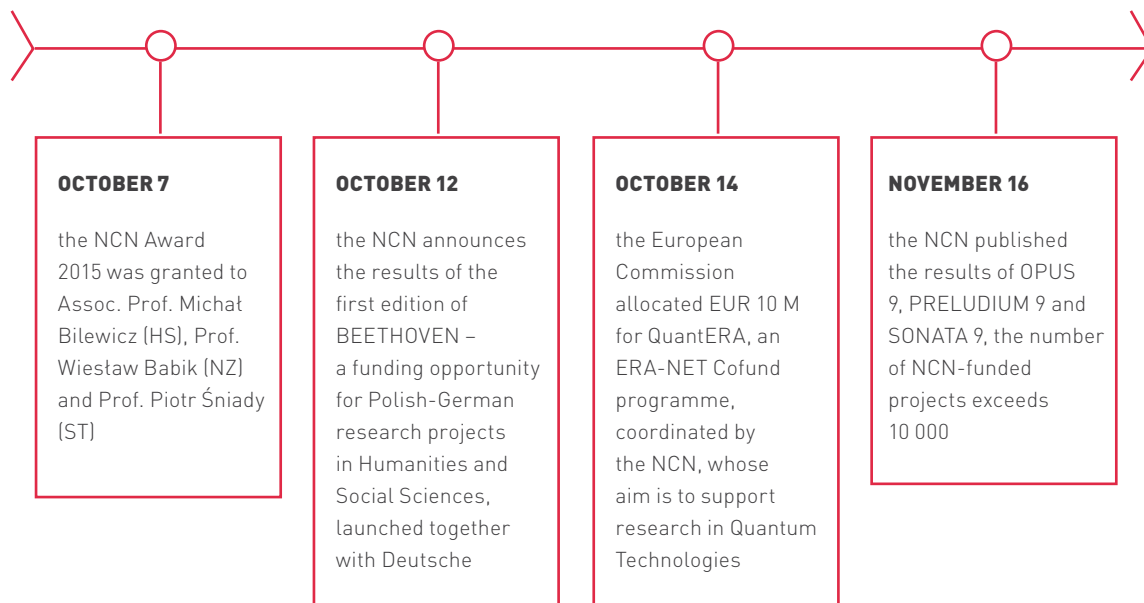 OCTOBER 7
the NCN Award
2015 was granted to
Assoc. Prof. Michał
Bilewicz (HS), Prof.
Wiesław Babik (NZ)
and Prof. Piotr Śniady
(ST)
OCTOBER 12
the NCN announces
the results of the
first edition of
BEETHOVEN –
a funding opportunity
for Polish-German
research projects
in Humanities and
Social Sciences,
launched together
with Deutsche
OCTOBER 14
the European
Commission
allocated EUR 10 M
for QuantERA, an
ERA-NET Cofund
programme,
coordinated by
the NCN, whose
aim is to support
research in Quantum
Technologies
NOVEMBER 16
the NCN published
the results of OPUS
9, PRELUDIUM 9 and
SONATA 9, the number
of NCN-funded
projects exceeds
10 000